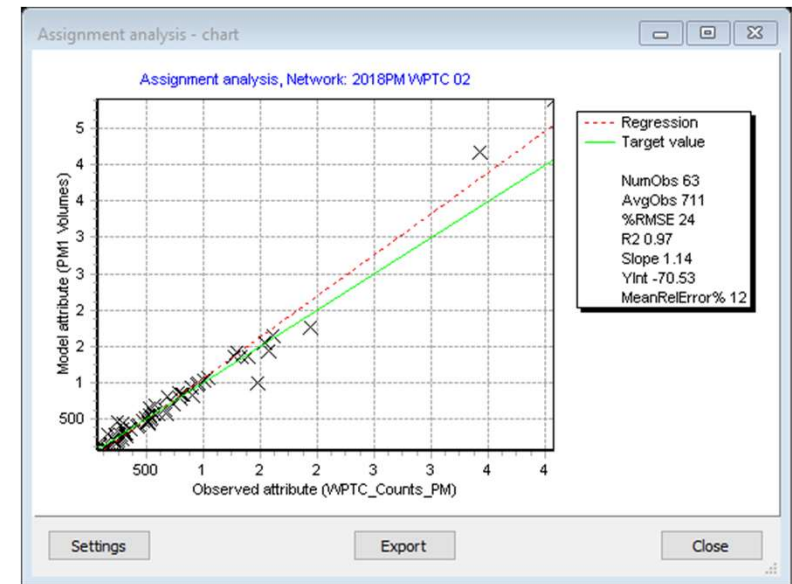 Assignment analysis - chart
Assignment analysis, Network: 2018PM WPTC 02
5
4
4
3
3
2
2
1
500
Model attribute (PM1 Volumes)
500 1 2 2 3 3 4 4
Observed attribute (WPTC_Counts_PM)
Regression
Target value
NumObs 63
AvgObs 711
%RMSE 24
R2 0.97
Slope 1.14
YInt -70.53
MeanRelError% 12
Settings Export Close